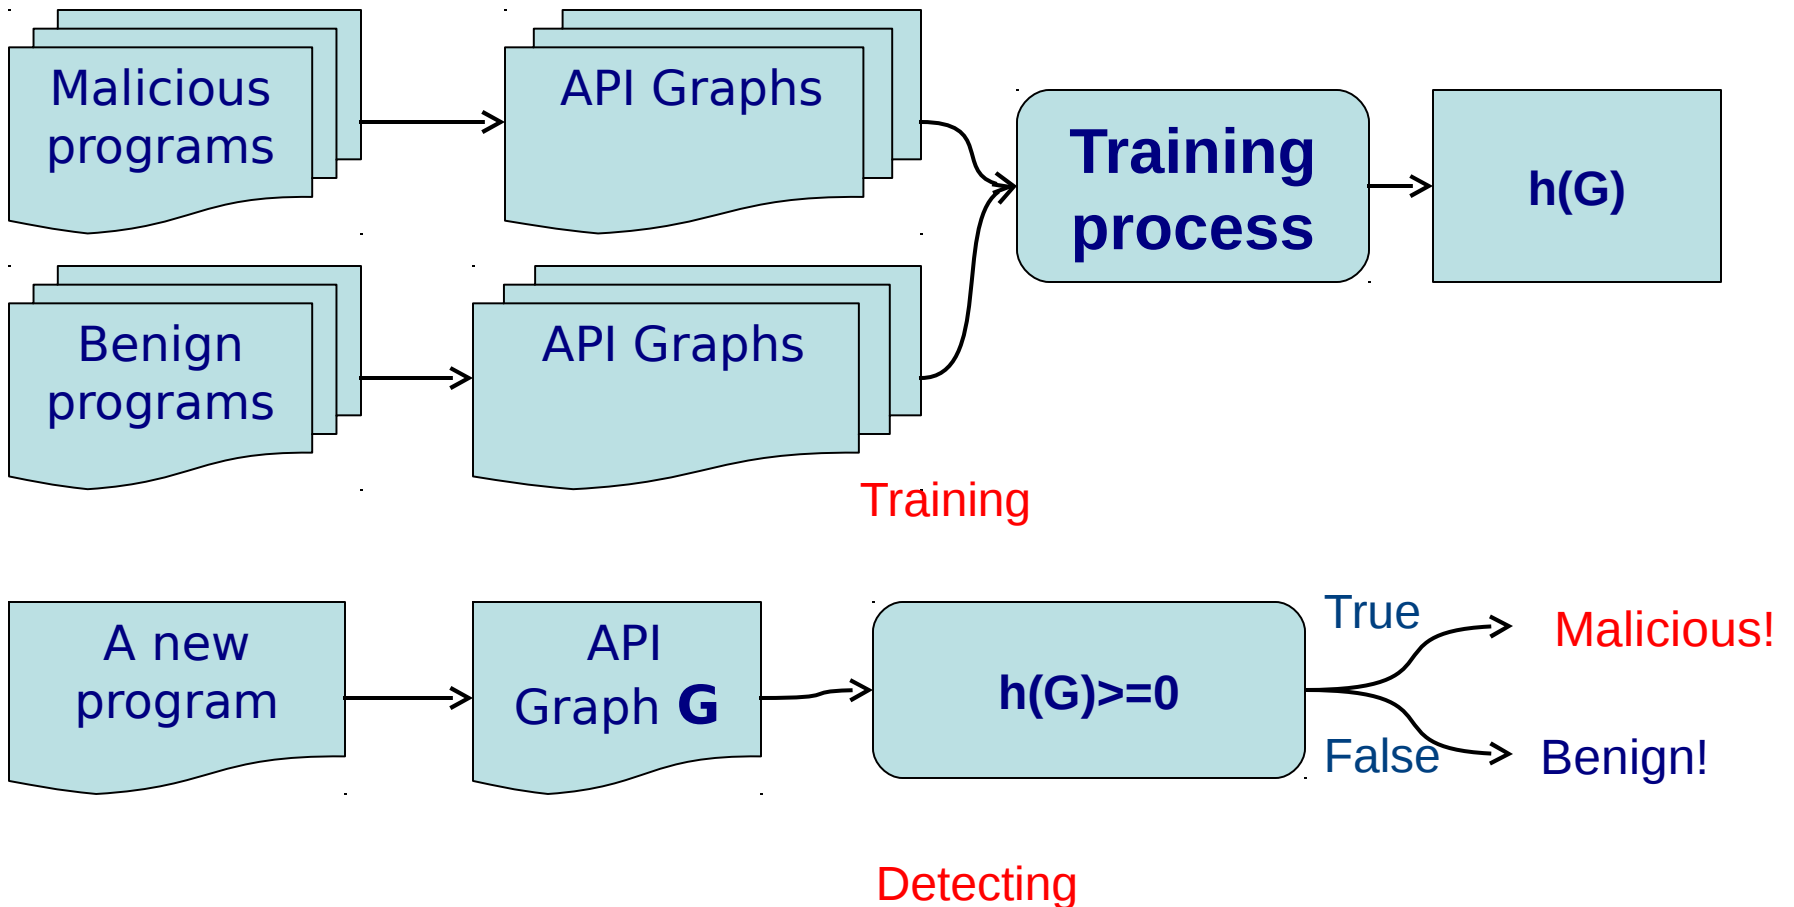 Malicious
programs
API Graphs
Training
process
h(G)
Benign
programs
API Graphs
Training
A new
program
API
Graph G
h(G)>=0
True
False
Malicious!
Benign!
Detecting